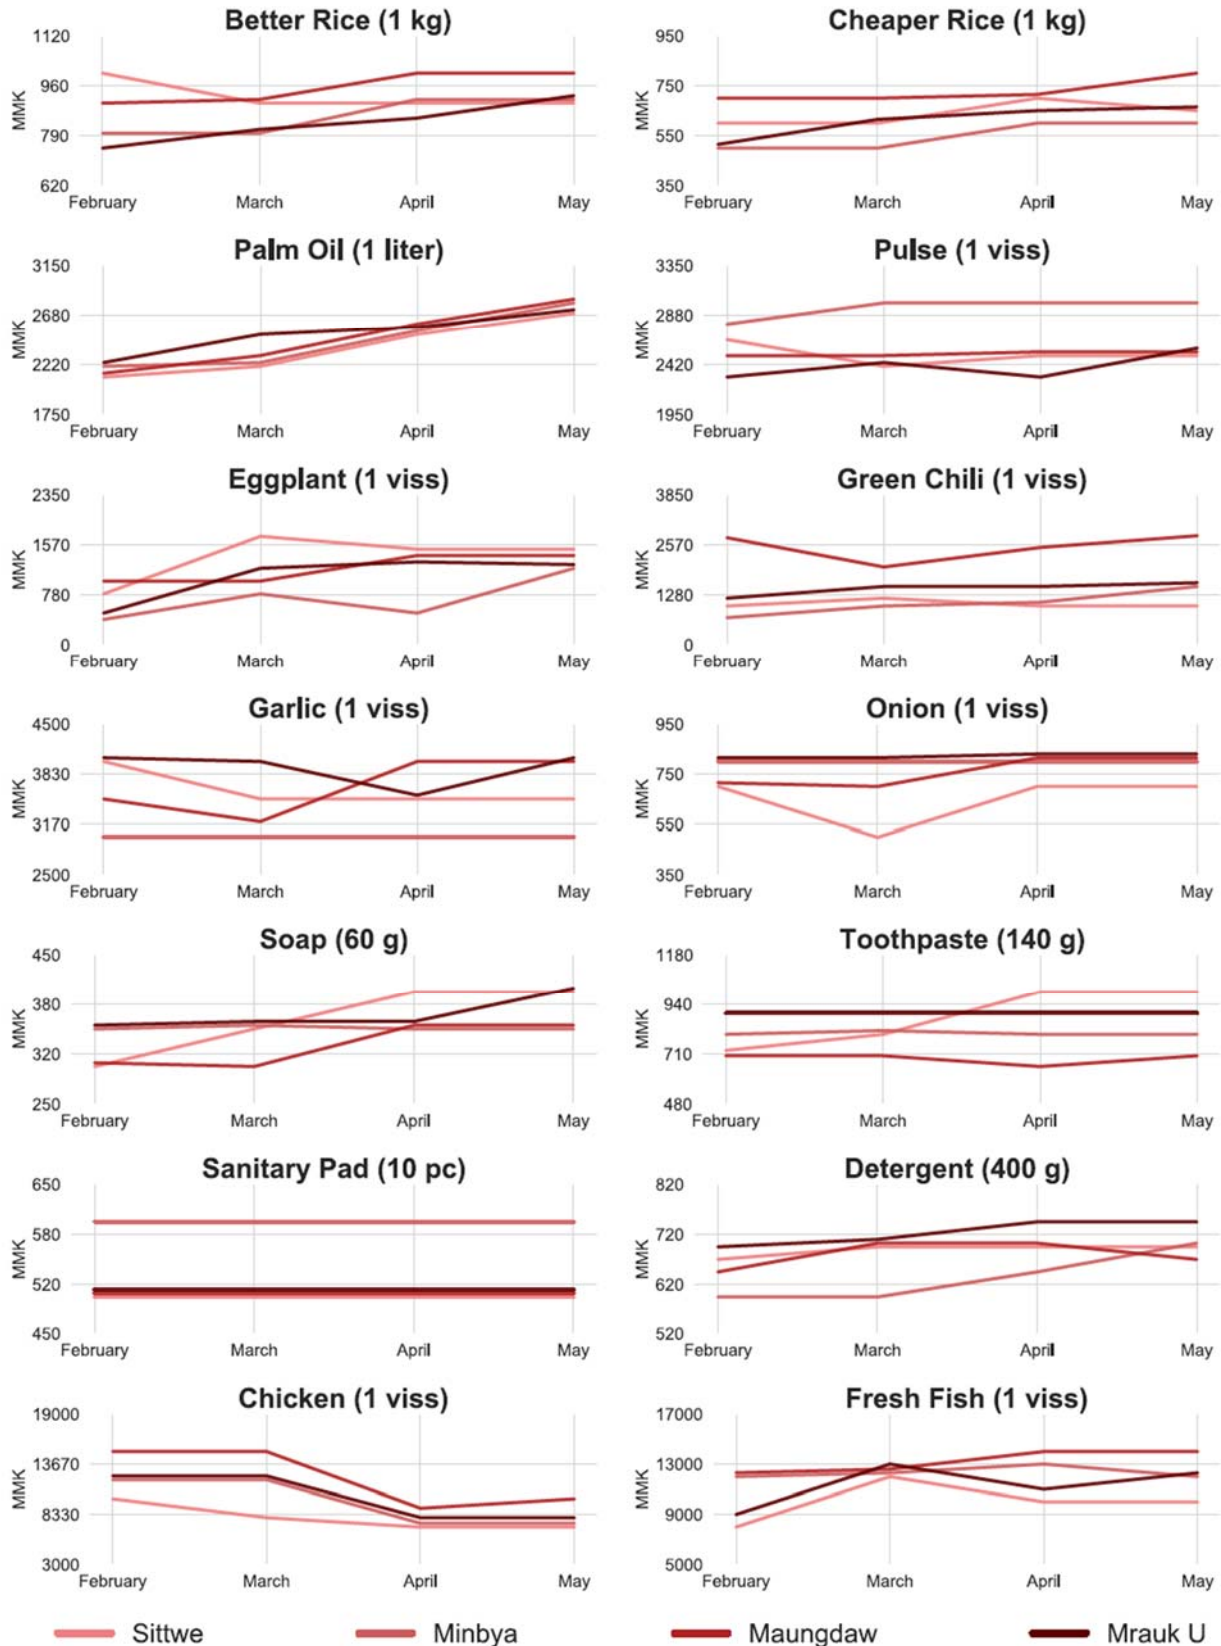 Better Rice (1 kg)
1120
960
790
620
MMK
February March April May
Cheaper Rice (1 kg)
950
750
550
350
MMK
February March April May
Palm Oil (1 liter)
3150
2680
2220
1750
MMK
February March April May
Pulse (1 viss)
3350
2880
2420
1950
MMK
February March April May
Eggplant (1 viss)
2350
1570
780
0
MMK
February March April May
Green Chili (1 viss)
3850
2570
1280
0
MMK
February March April May
Garlic (1 viss)
4500
3830
3170
2500
MMK
February March April May
Onion (1 viss)
950
750
550
350
MMK
February March April May
Soap (60 g)
450
380
320
250
MMK
February March April May
Toothpaste (140 g)
1180
940
710
480
MMK
February March April May
Sanitary Pad (10 pc)
650
580
520
450
MMK
February March April May
Detergent (400 g)
820
720
620
520
MMK
February March April May
Chicken (1 viss)
19000
13670
8330
3000
MMK
February March April May
Fresh Fish (1 viss)
17000
13000
9000
5000
MMK
February March April May
Sittwe Minbya Maungdaw Mrauk U